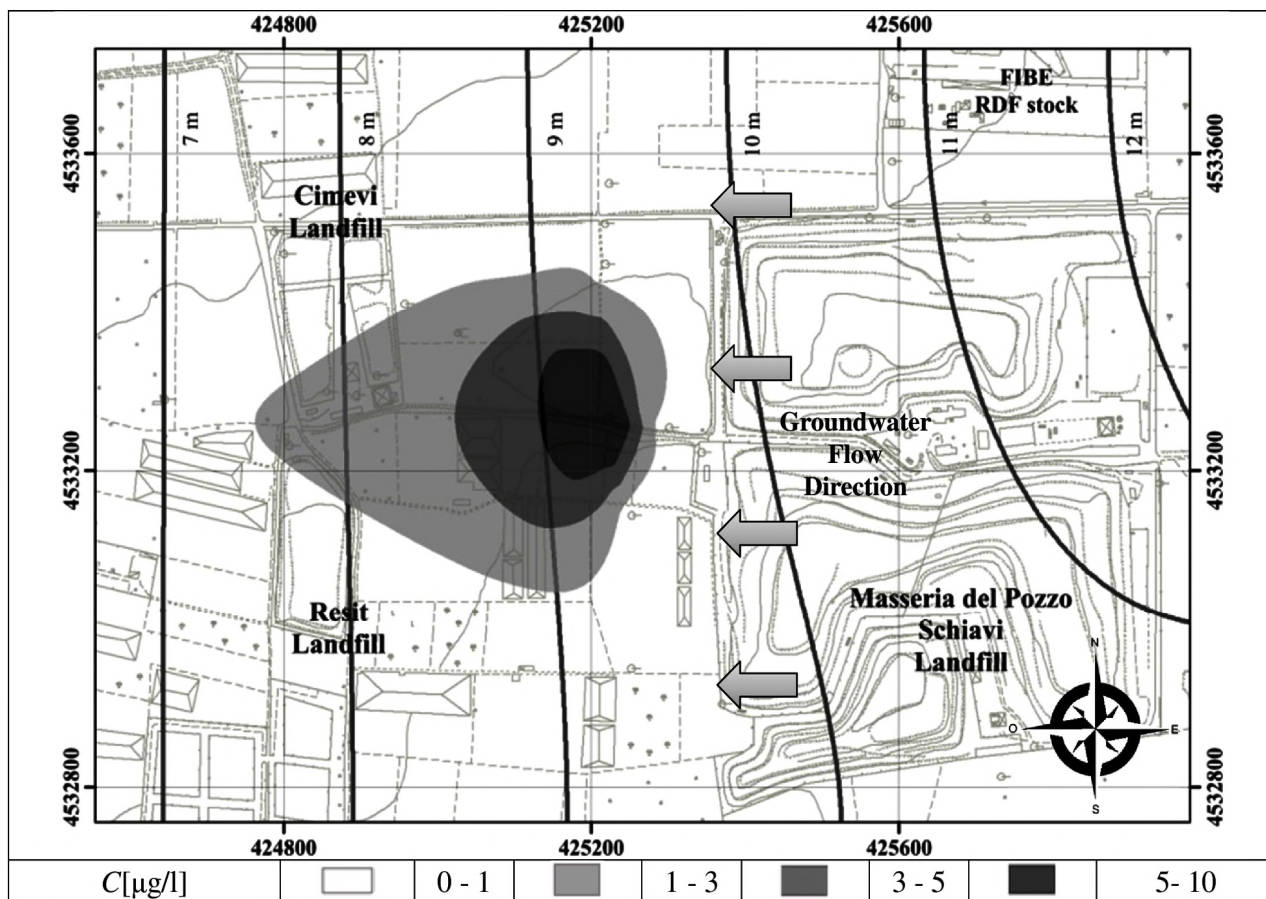 424800 425200 425600
FIBE
RDF stock
7 m 8 m 9 m 10 m 11 m 12 m
4533600 4533600
Cimevi
Landfill
Groundwater
Flow
Direction
4533200 4533200
Masseria del Pozzo
Schiavi
Landfill
Resit
Landfill
N
O E
S
4532800 4532800
424800 425200 425600
C[µg/l] 0 - 1 1 - 3 3 - 5 5- 10